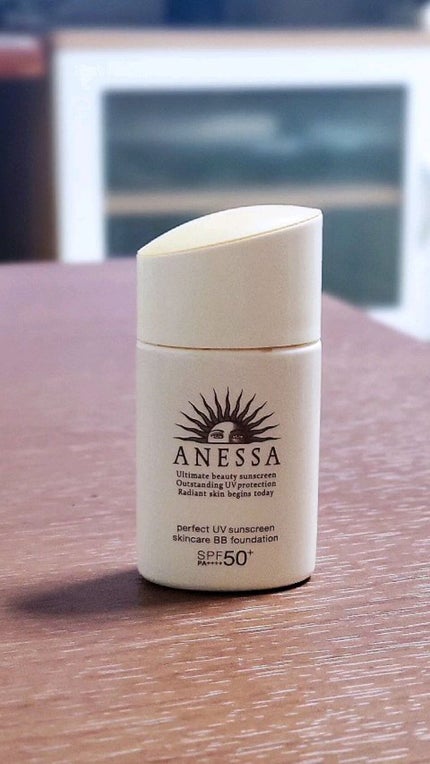 ANESSA
Ultimate beauty sunscreen
Outstanding UV protection
Radiant skin begins today
perfect UV sunscreen
skincare BB foundation
SPF50+
PA++++